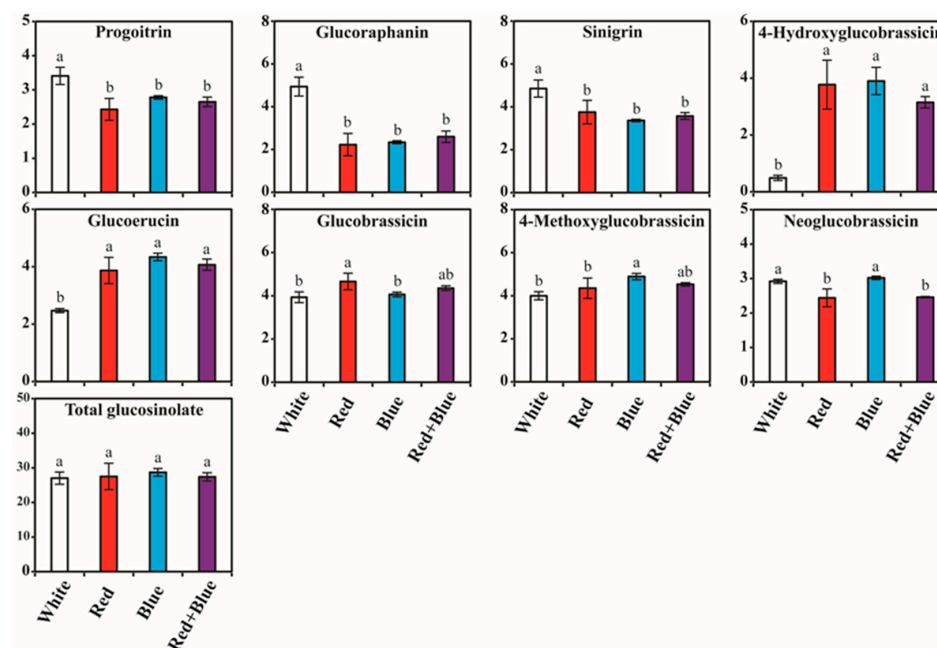 Progoitrin
5
4
3
2
1
0
a
b
b
b
Glucoraphanin
8
6
4
2
0
a
b
b
b
Sinigrin
8
6
4
2
0
a
b
b
b
4-Hydroxyglucobrassicin
6
4
2
0
b
a
a
a
Glucoerucin
6
4
2
0
b
a
a
a
Glucobrassicin
8
6
4
2
0
b
a
b
ab
White
Red
Blue
Red+Blue
4-Methoxyglucobrassicin
8
6
4
2
0
b
b
a
ab
White
Red
Blue
Red+Blue
Neoglucobrassicin
5
4
3
2
1
0
a
b
a
b
White
Red
Blue
Red+Blue
Total glucosinolate
50
40
30
20
10
0
a
a
a
a
White
Red
Blue
Red+Blue